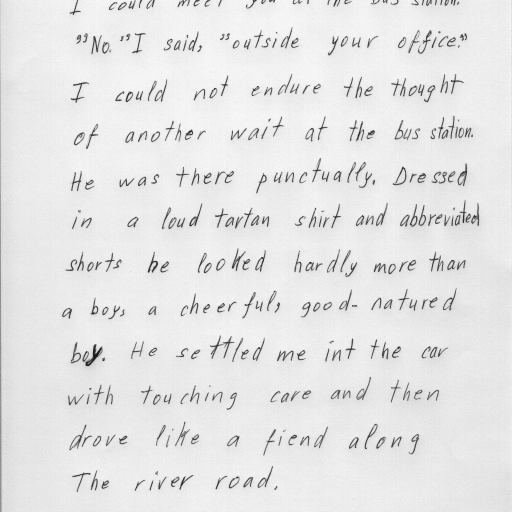 I could meet you at the bus station.
"No." "I said, "outside your office."
I could not endure the thought
of another wait at the bus station.
He was there punctually. Dressed
in a loud tartan shirt and abbreviated
shorts he looked hardly more than
a boy, a cheerful, good-natured
boy. He settled me int the car
with touching care and then
drove like a fiend along
The river road.